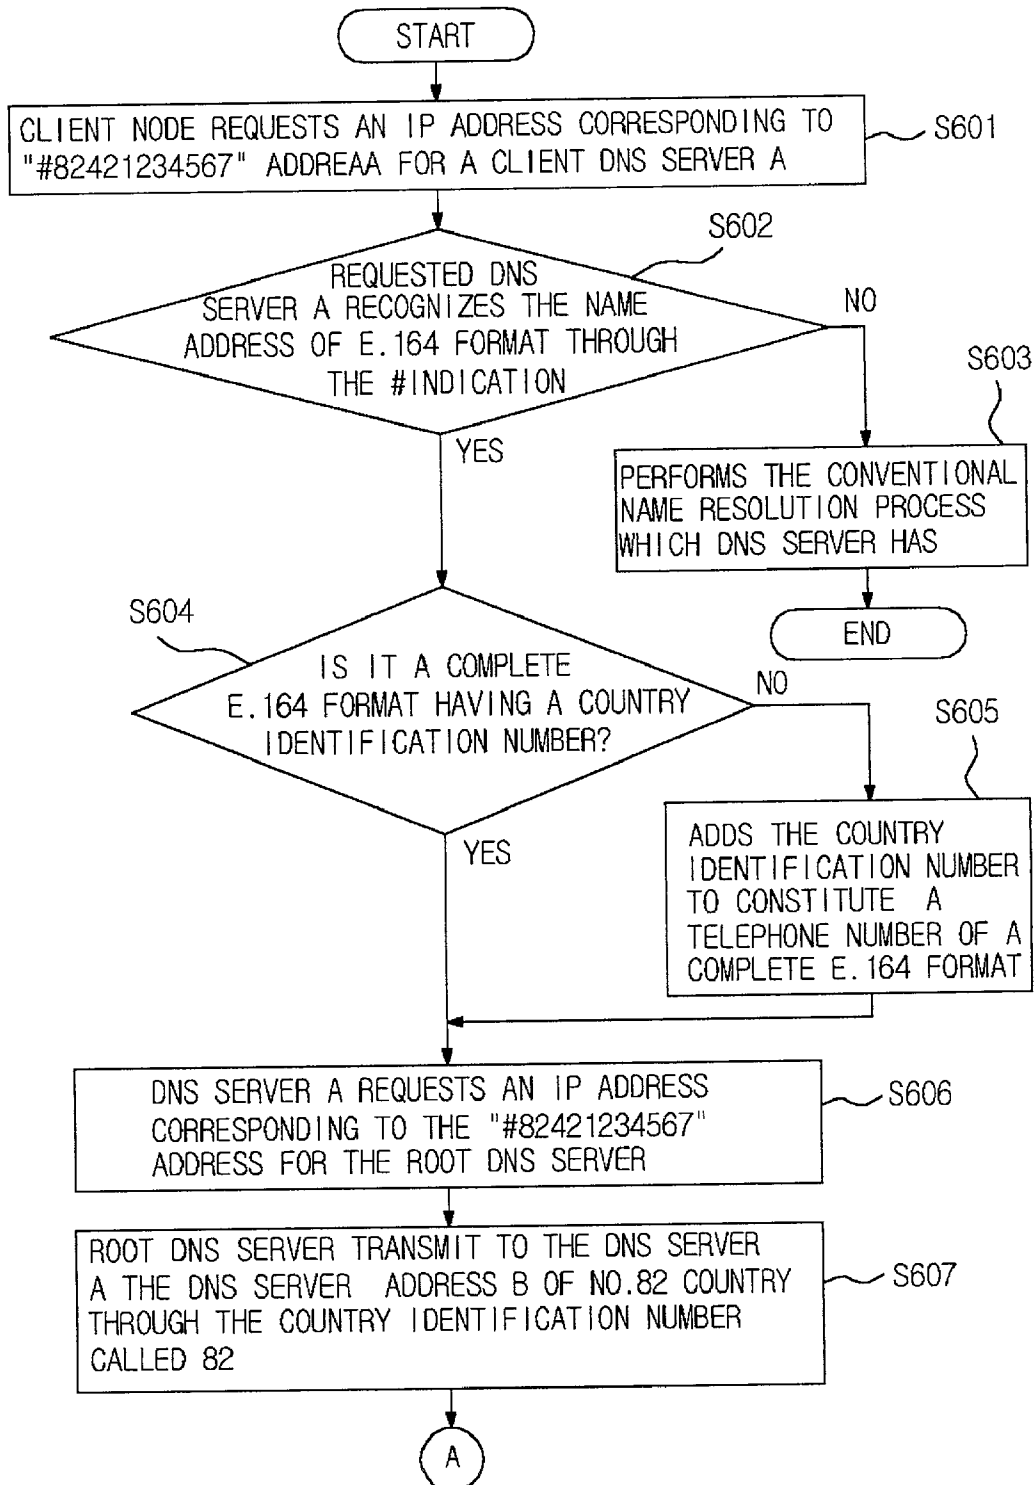 START
CLIENT NODE REQUESTS AN IP ADDRESS CORRESPONDING TO
"#82421234567" ADDREAA FOR A CLIENT DNS SERVER A
S601
S602
REQUESTED DNS
SERVER A RECOGNIZES THE NAME
ADDRESS OF E.164 FORMAT THROUGH
THE #INDICATION
NO
YES
S603
PERFORMS THE CONVENTIONAL
NAME RESOLUTION PROCESS
WHICH DNS SERVER HAS
END
S604
IS IT A COMPLETE
E.164 FORMAT HAVING A COUNTRY
IDENTIFICATION NUMBER?
NO
YES
S605
ADDS THE COUNTRY
IDENTIFICATION NUMBER
TO CONSTITUTE A
TELEPHONE NUMBER OF A
COMPLETE E.164 FORMAT
DNS SERVER A REQUESTS AN IP ADDRESS
CORRESPONDING TO THE "#82421234567"
ADDRESS FOR THE ROOT DNS SERVER
S606
ROOT DNS SERVER TRANSMIT TO THE DNS SERVER
A THE DNS SERVER ADDRESS B OF NO.82 COUNTRY
THROUGH THE COUNTRY IDENTIFICATION NUMBER
CALLED 82
S607
A